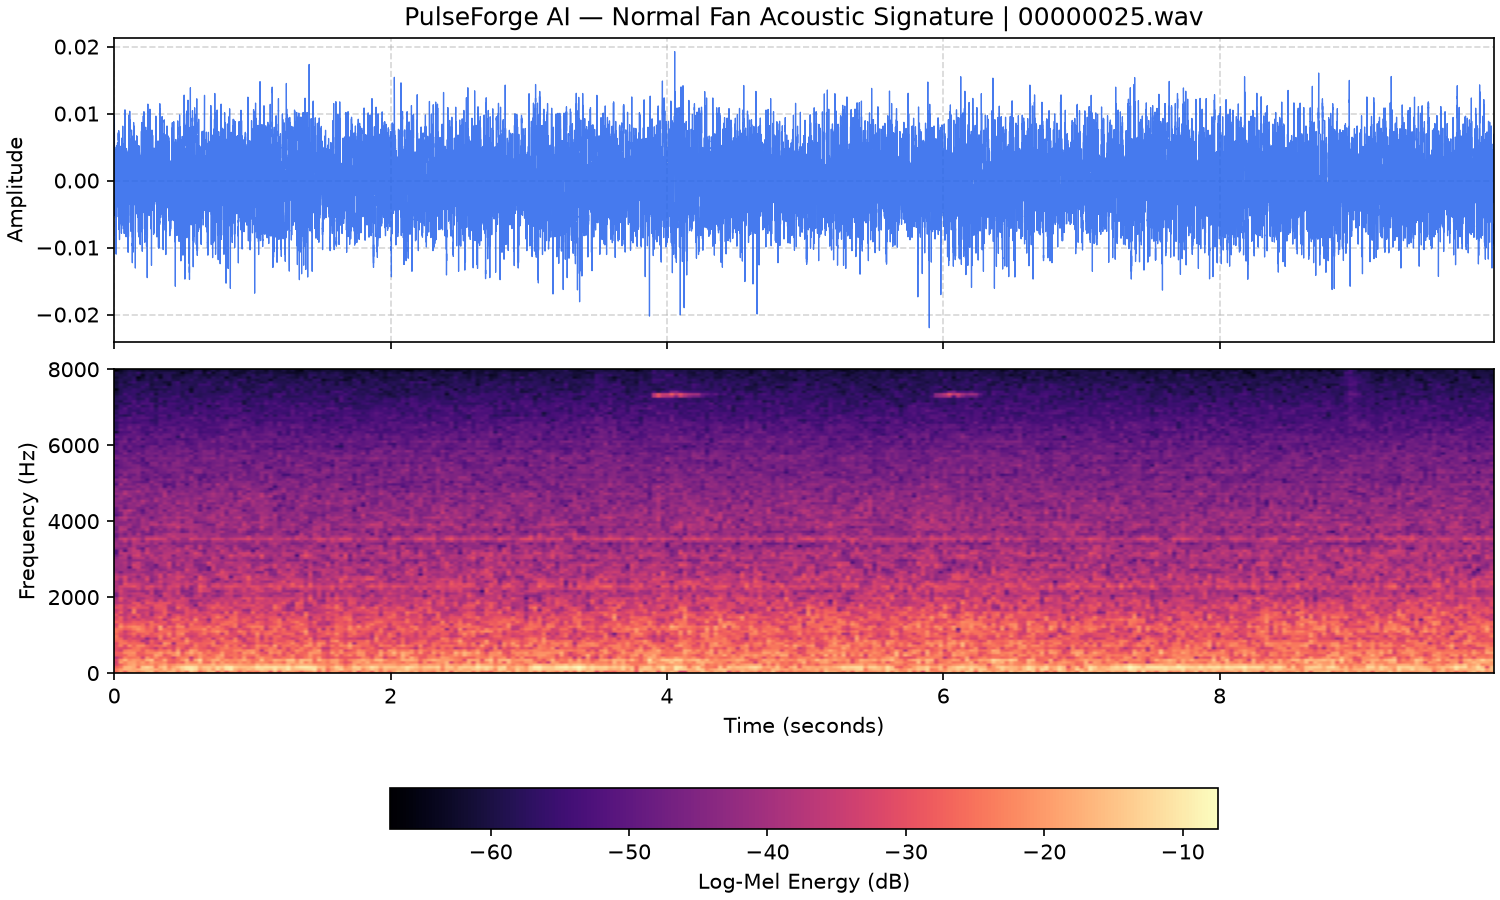 PulseForge AI — Normal Fan Acoustic Signature | 00000025.wav
0.02
0.01
0.00
−0.01
−0.02
Amplitude
8000
6000
4000
2000
0
Frequency (Hz)
0 2 4 6 8
Time (seconds)
−60 −50 −40 −30 −20 −10
Log-Mel Energy (dB)